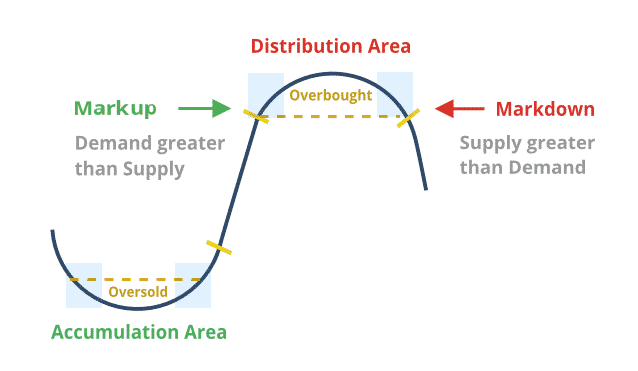 Distribution Area
Overbought
Markup
Markdown
Demand greater
than Supply
Supply greater
than Demand
Oversold
Accumulation Area